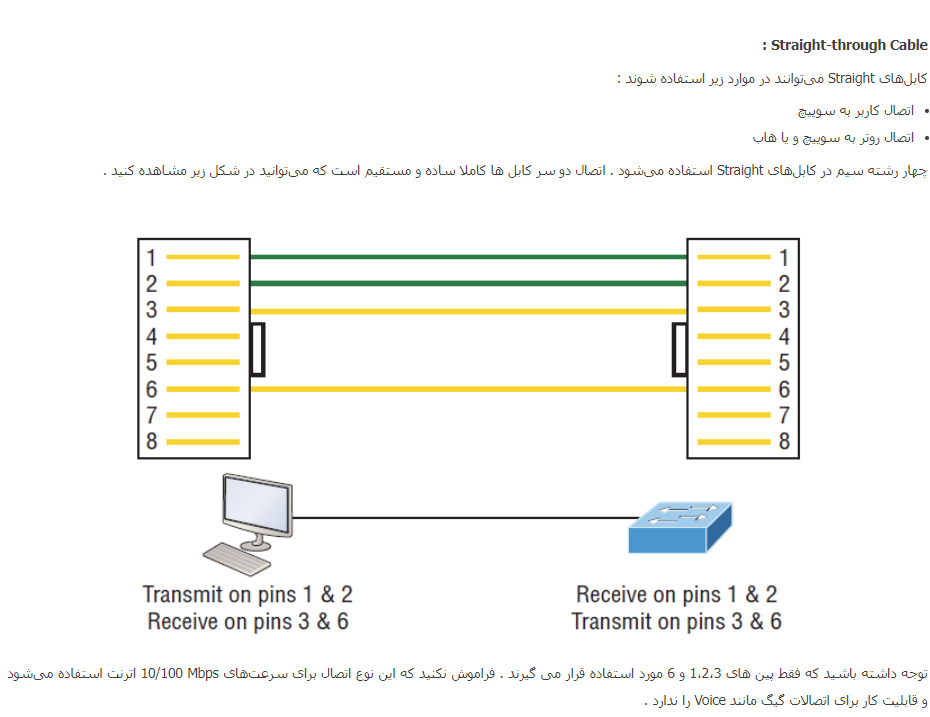 Straight-through Cable :
کابل‌های Straight می‌توانند در موارد زیر استفاده شوند :
• اتصال کاربر به سوییچ
• اتصال روتر به سوییچ و یا هاب
چهار رشته سیم در کابل‌های Straight استفاده می‌شود . اتصال دو سر کابل ها کاملا ساده و مستقیم است که می‌توانید در شکل زیر مشاهده کنید .
1 1
2 2
3 3
4 4
5 5
6 6
7 7
8 8
Transmit on pins 1 & 2
Receive on pins 3 & 6
Receive on pins 1 & 2
Transmit on pins 3 & 6
توجه داشته باشید که فقط پین های 1،2،3 و 6 مورد استفاده قرار می گیرند . فراموش نکنید که این نوع اتصال برای سرعت‌های 10/100 Mbps اترنت استفاده می‌شود
و قابلیت کار برای اتصالات گیگ مانند Voice را ندارد .